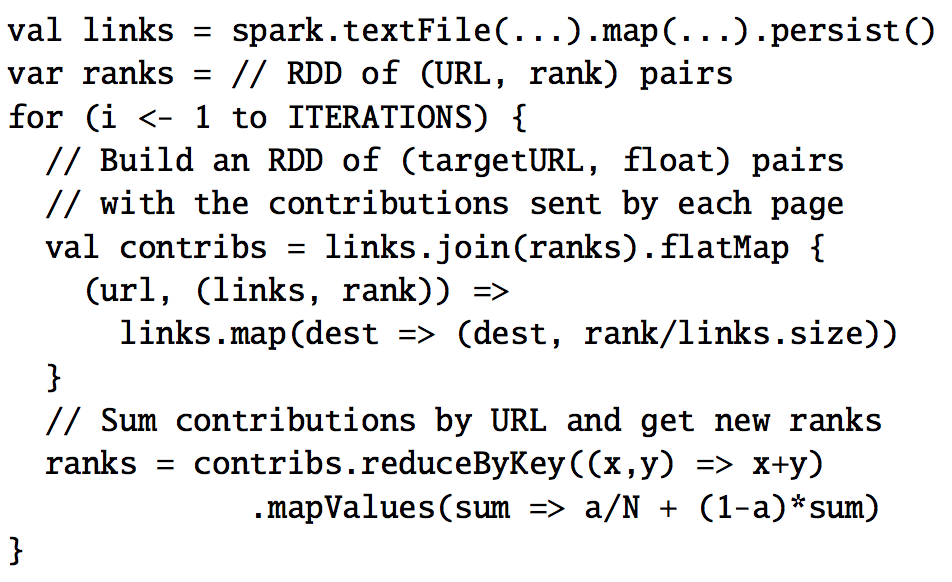 val links = spark.textFile(...).map(...).persist()
var ranks = // RDD of (URL, rank) pairs
for (i <- 1 to ITERATIONS) {
  // Build an RDD of (targetURL, float) pairs
  // with the contributions sent by each page
  val contribs = links.join(ranks).flatMap {
    (url, (links, rank)) =>
      links.map(dest => (dest, rank/links.size))
  }
  // Sum contributions by URL and get new ranks
  ranks = contribs.reduceByKey((x,y) => x+y)
             .mapValues(sum => a/N + (1-a)*sum)
}